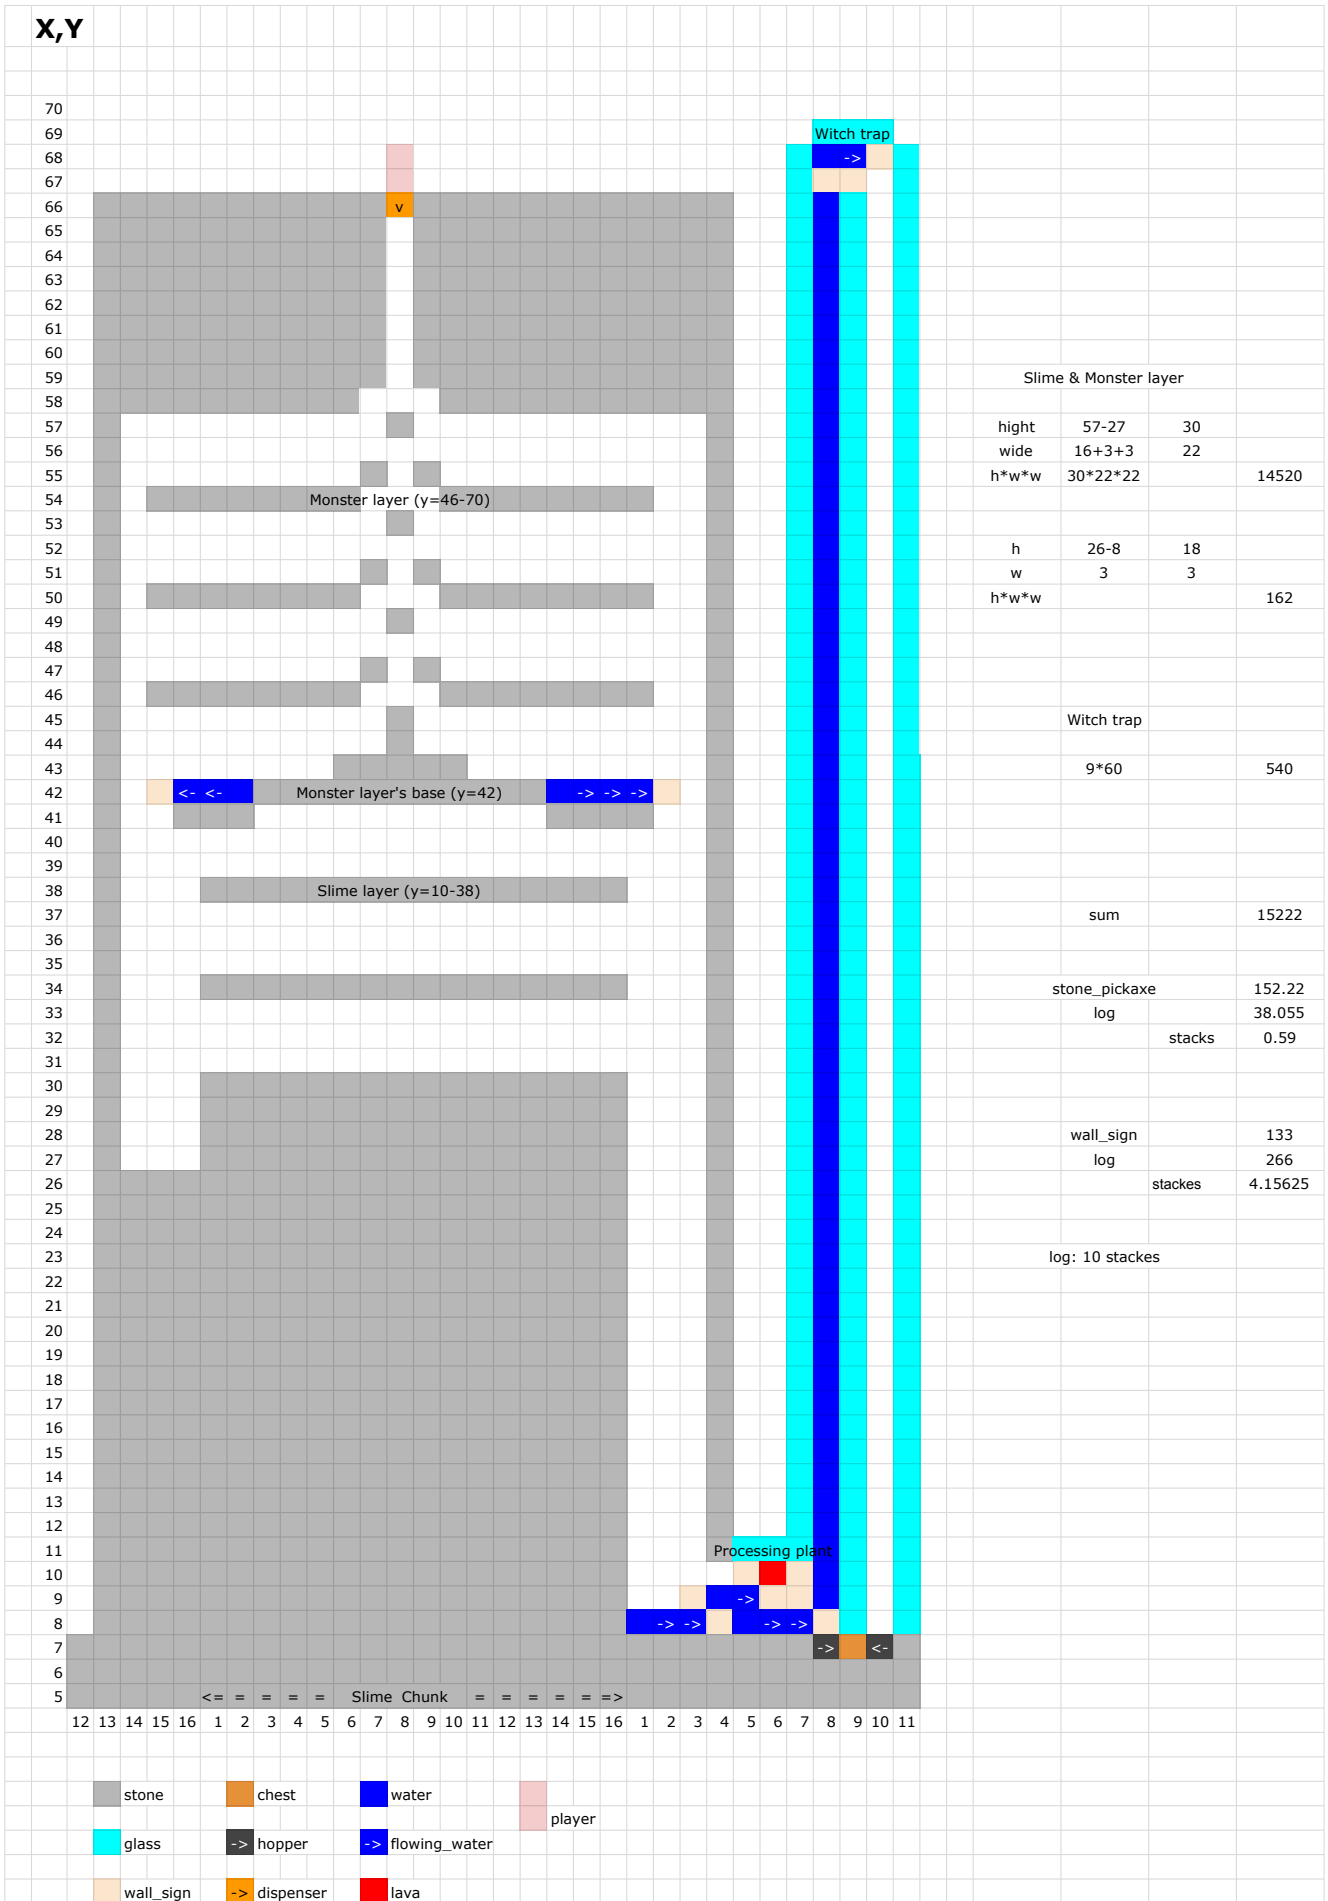 X,Y
70
69 Witch trap
68 ->
67
66 v
65
64
63
62
61
60
59 Slime & Monster layer
58
57 hight 57-27 30
56 wide 16+3+3 22
55 h*w*w 30*22*22 14520
54 Monster layer (y=46-70)
53
52 h 26-8 18
51 w 3 3
50 h*w*w 162
49
48
47
46
45 Witch trap
44
43 9*60 540
42 <- <- Monster layer's base (y=42) -> -> ->
41
40
39
38 Slime layer (y=10-38)
37 sum 15222
36
35
34 stone_pickaxe 152.22
33 log 38.055
32 stacks 0.59
31
30
29
28 wall_sign 133
27 log 266
26 stackes 4.15625
25
24
23 log: 10 stackes
22
21
20
19
18
17
16
15
14
13
12
11 Processing plant
10
9 ->
8 -> -> -> ->
7 -> <-
6
5 <= = = = = Slime Chunk = = = = = =>
12 13 14 15 16 1 2 3 4 5 6 7 8 9 10 11 12 13 14 15 16 1 2 3 4 5 6 7 8 9 10 11
stone chest water
player
glass -> hopper -> flowing_water
wall_sign -> dispenser lava